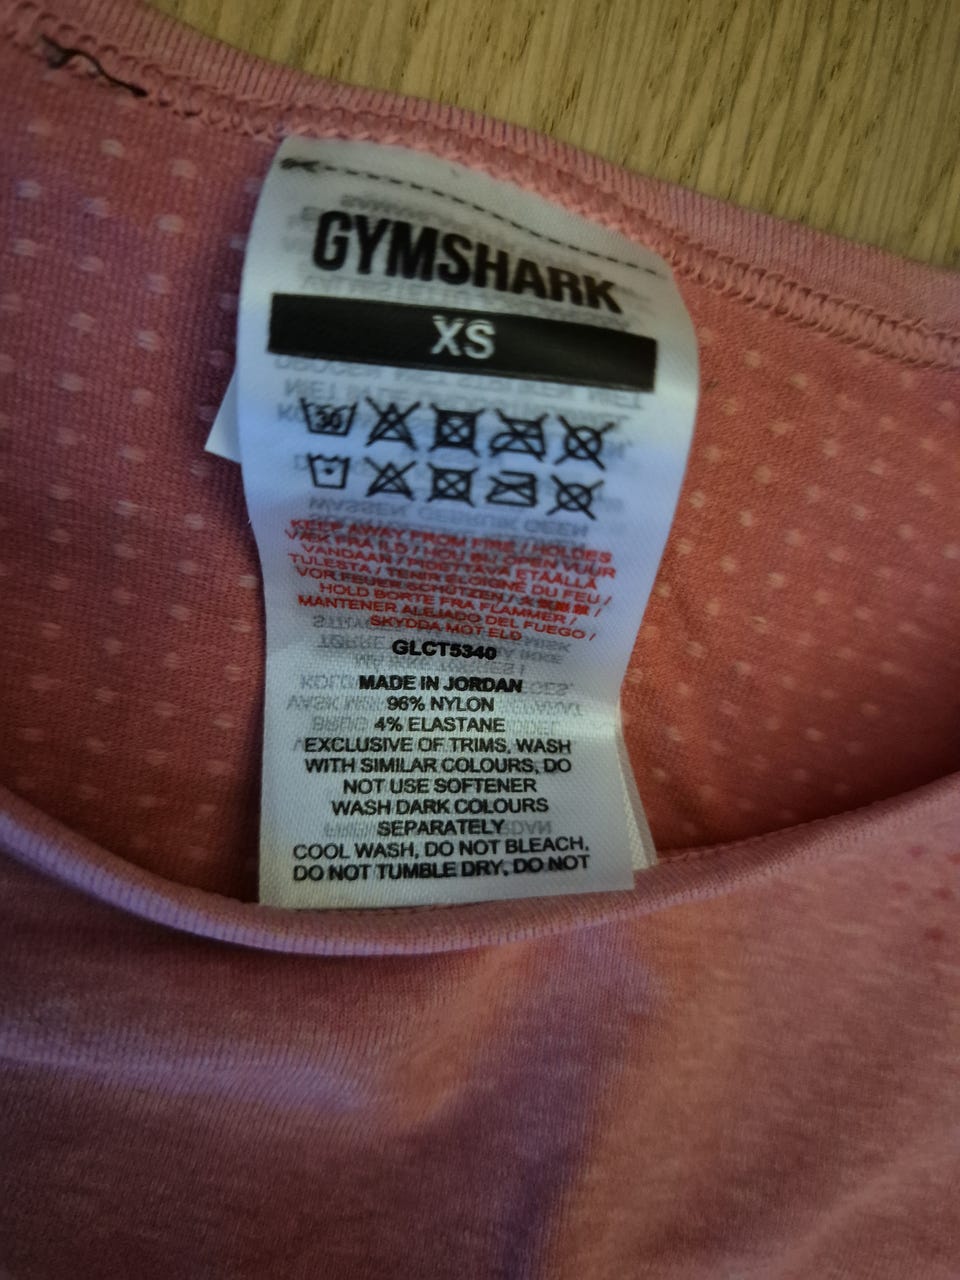 GYMSHARK
XS
30
KEEP AWAY FROM FIRE / HOLDES
VÆK FRA ILD / HOU BIJ OPEN VUUR
VANDAAN / PIDETTÄVÄ ETÄÄLLÄ
TULESTA / TENIR ÉLOIGNÉ DU FEU /
VOR FEUER SCHÜTZEN /
HOLD BORTE FRA FLAMMER /
MANTENER ALEJADO DEL FUEGO /
SKYDDA MOT ELD
GLCT5340
MADE IN JORDAN
96% NYLON
4% ELASTANE
EXCLUSIVE OF TRIMS, WASH
WITH SIMILAR COLOURS, DO
NOT USE SOFTENER
WASH DARK COLOURS
SEPARATELY
COOL WASH, DO NOT BLEACH.
DO NOT TUMBLE DRY, DO NOT